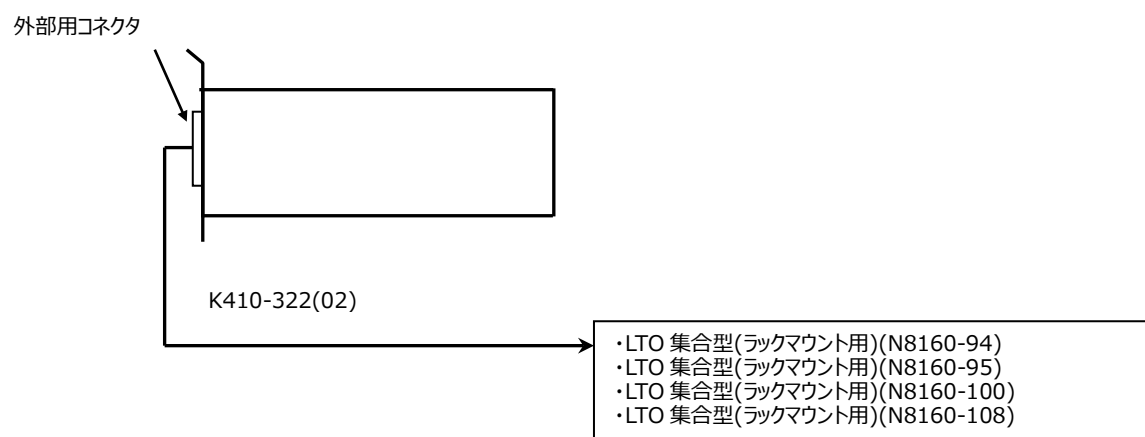 外部用コネクタ
K410-322(02)
・LTO 集合型(ラックマウント用)(N8160-94)
・LTO 集合型(ラックマウント用)(N8160-95)
・LTO 集合型(ラックマウント用)(N8160-100)
・LTO 集合型(ラックマウント用)(N8160-108)